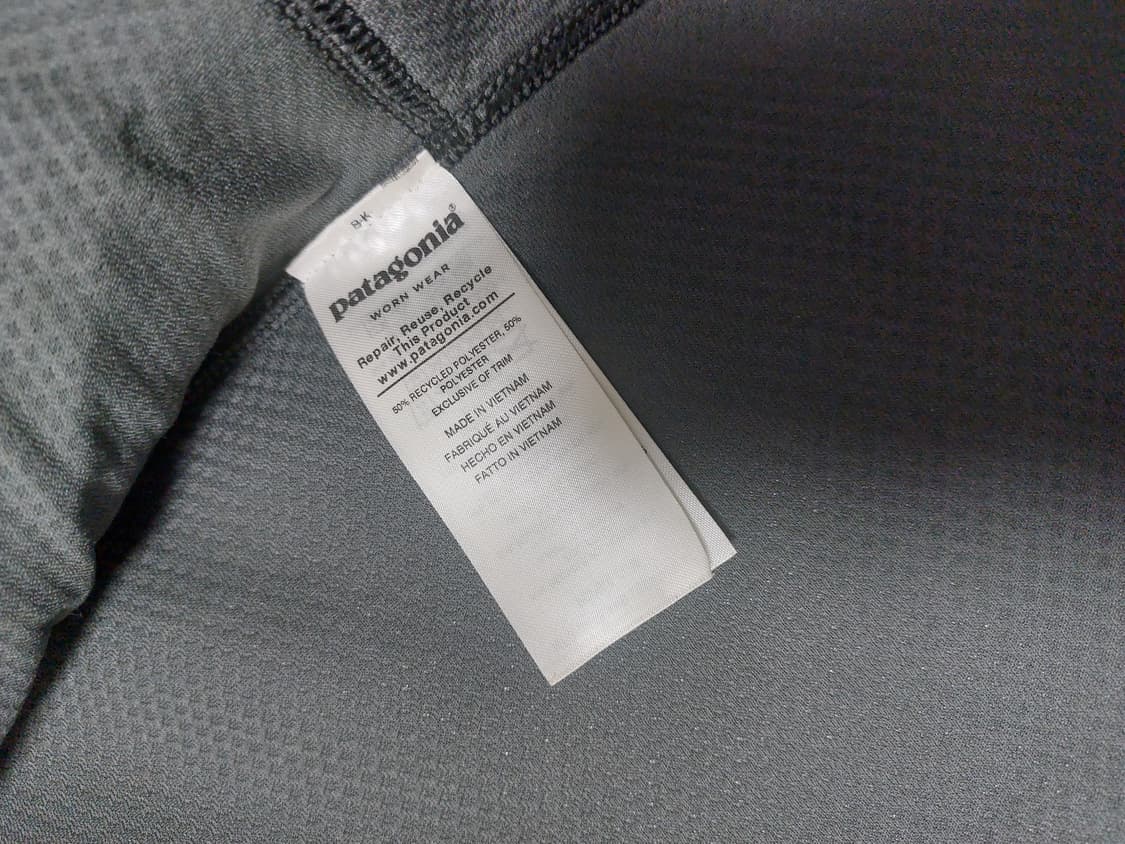 B-K
patagonia®
WORN WEAR
Repair, Reuse, Recycle
This Product
www.patagonia.com
50% RECYCLED POLYESTER, 50%
POLYESTER
EXCLUSIVE OF TRIM
MADE IN VIETNAM
FABRIQUÉ AU VIETNAM
HECHO EN VIETNAM
FATTO IN VIETNAM